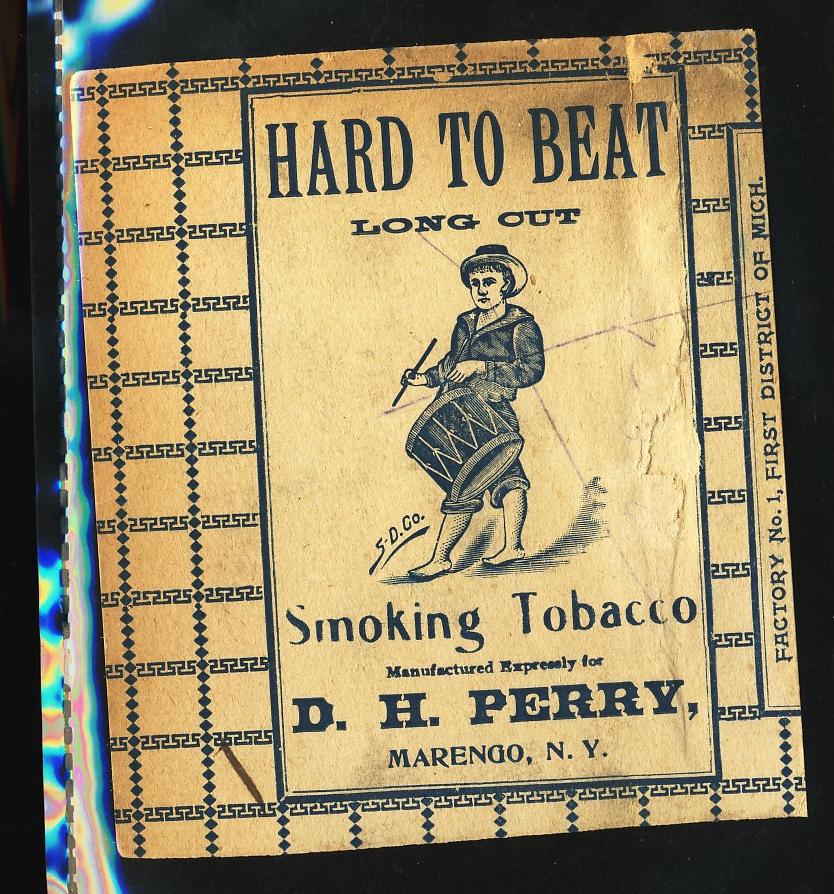 HARD TO BEAT
LONG CUT
S.D.Co.
Smoking Tobacco
Manufactured Expressly for
D. H. PERRY,
MARENGO, N. Y.
FACTORY No. 1, FIRST DISTRICT OF MICH.